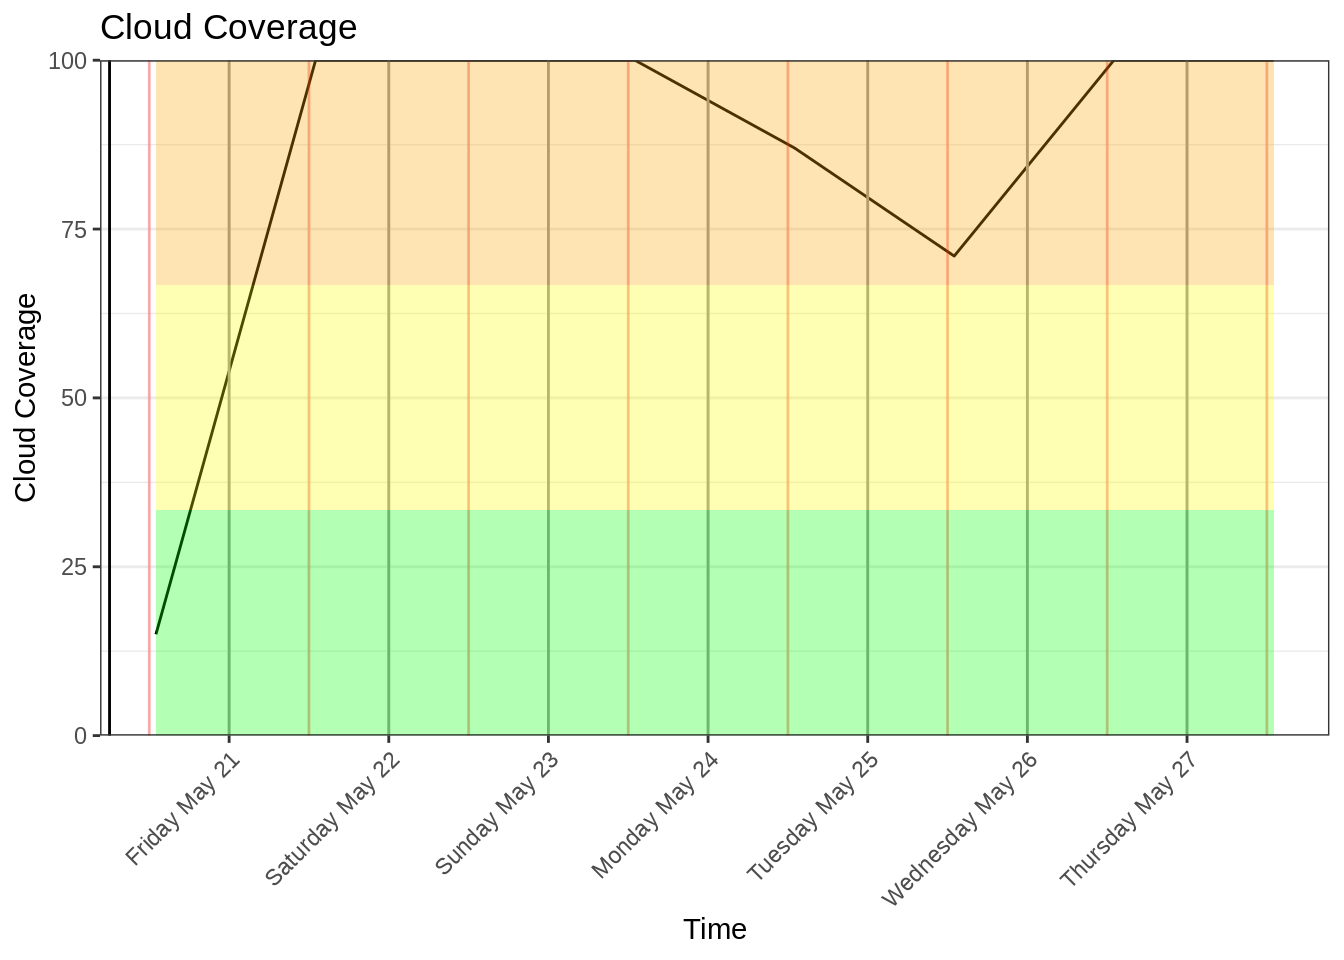 Cloud Coverage
100
75
50
25
0
Cloud Coverage
Friday May 21
Saturday May 22
Sunday May 23
Monday May 24
Tuesday May 25
Wednesday May 26
Thursday May 27
Time